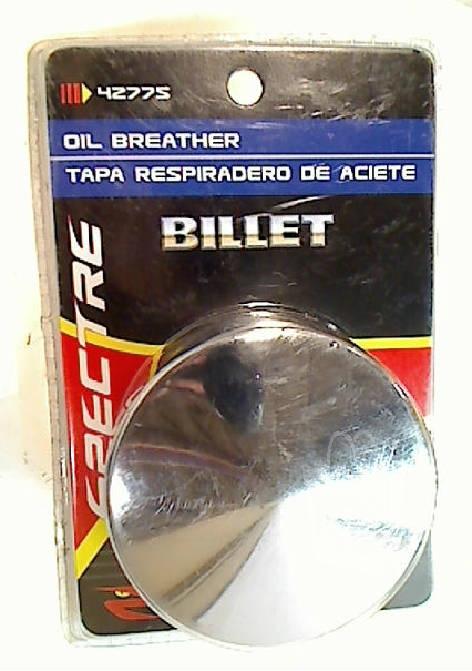 42775
OIL BREATHER
TAPA RESPIRADERO DE ACIETE
BILLET
SPECTRE